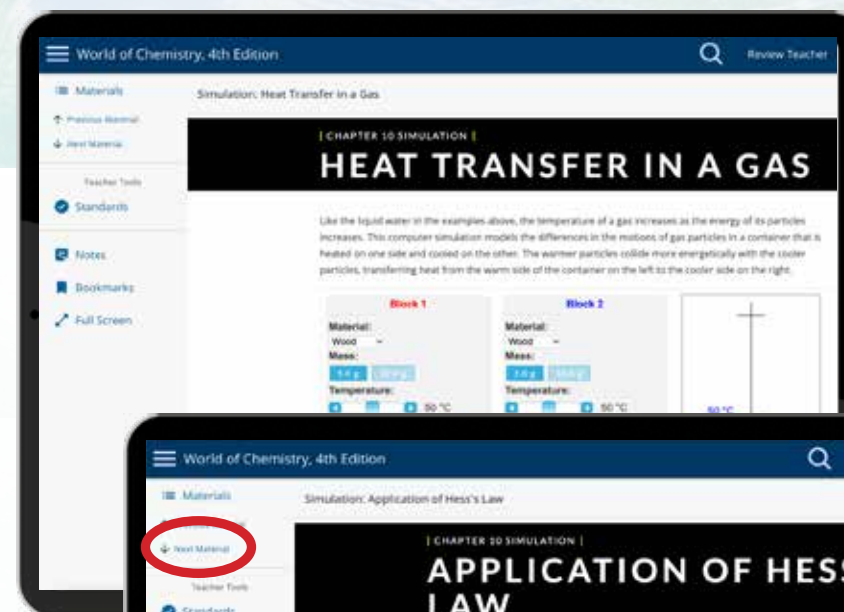 World of Chemistry, 4th Edition
Review Teacher
Materials
Previous Material
Next Material
Teacher Tools
Standards
Notes
Bookmarks
Full Screen
Simulation: Heat Transfer in a Gas
| CHAPTER 10 SIMULATION |
HEAT TRANSFER IN A GAS
Like the liquid water in the examples above, the temperature of a gas increases as the energy of its particles
increases. This computer simulation models the differences in the motions of gas particles in a container that is
heated on one side and cooled on the other. The warmer particles collide more energetically with the cooler
particles, transferring heat from the warm side of the container on the left to the cooler side on the right.
Block 1
Material:
Wood
Mass:
Temperature:
50 °C
Block 2
Material:
Wood
Mass:
Temperature:
50 °C
50 °C
World of Chemistry, 4th Edition
Materials
Next Material
Teacher Tools
Standards
Simulation: Application of Hess's Law
| CHAPTER 10 SIMULATION |
APPLICATION OF HESS
LAW